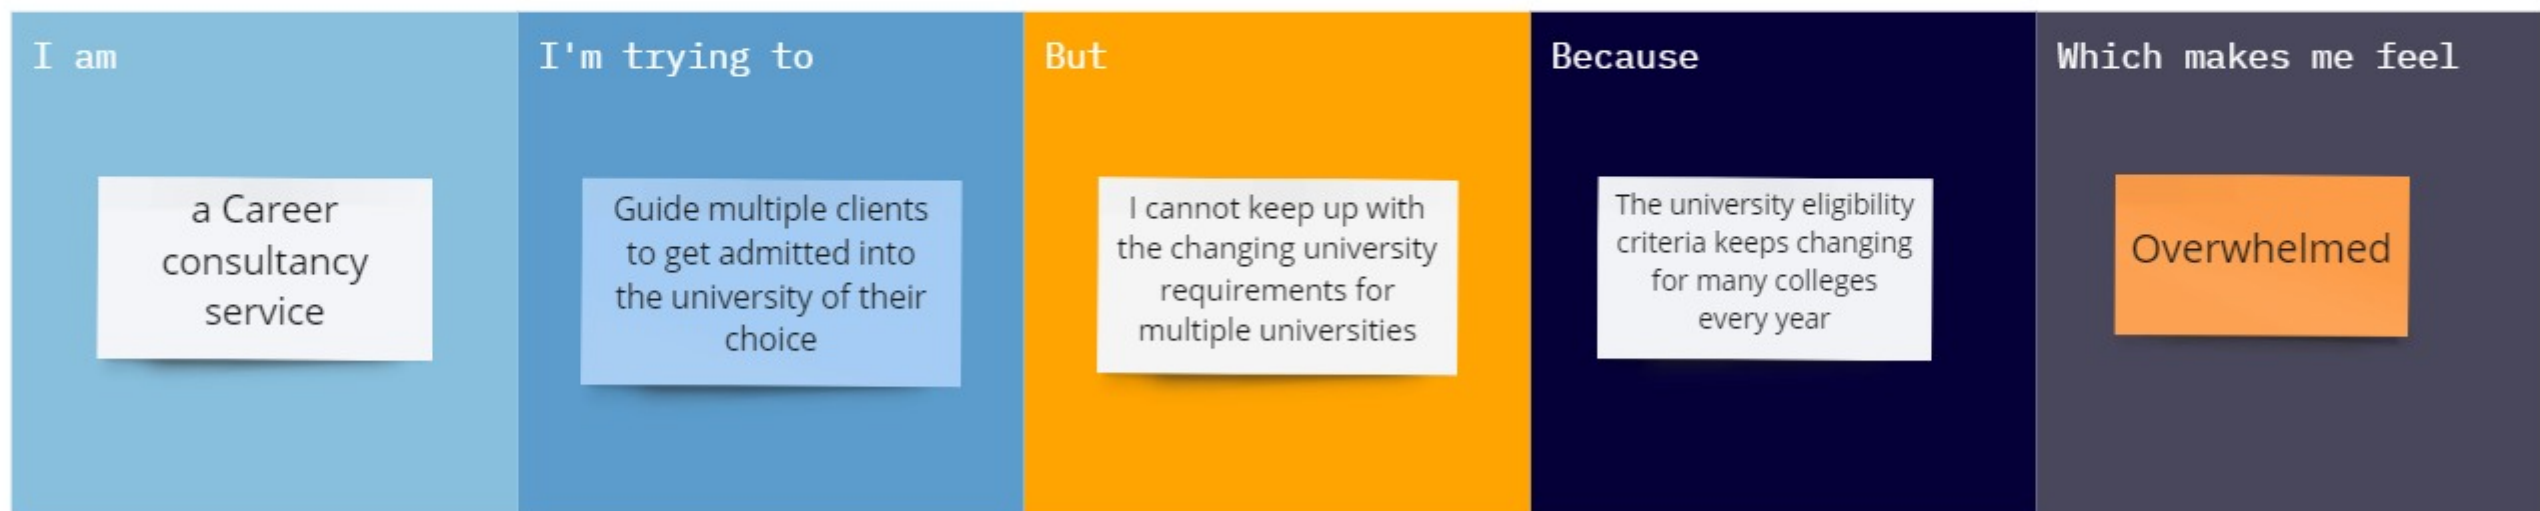 I am
I'm trying to
But
Because
Which makes me feel
a Career
consultancy
service
Guide multiple clients
to get admitted into
the university of their
choice
I cannot keep up with
the changing university
requirements for
multiple universities
The university eligibility
criteria keeps changing
for many colleges
every year
Overwhelmed